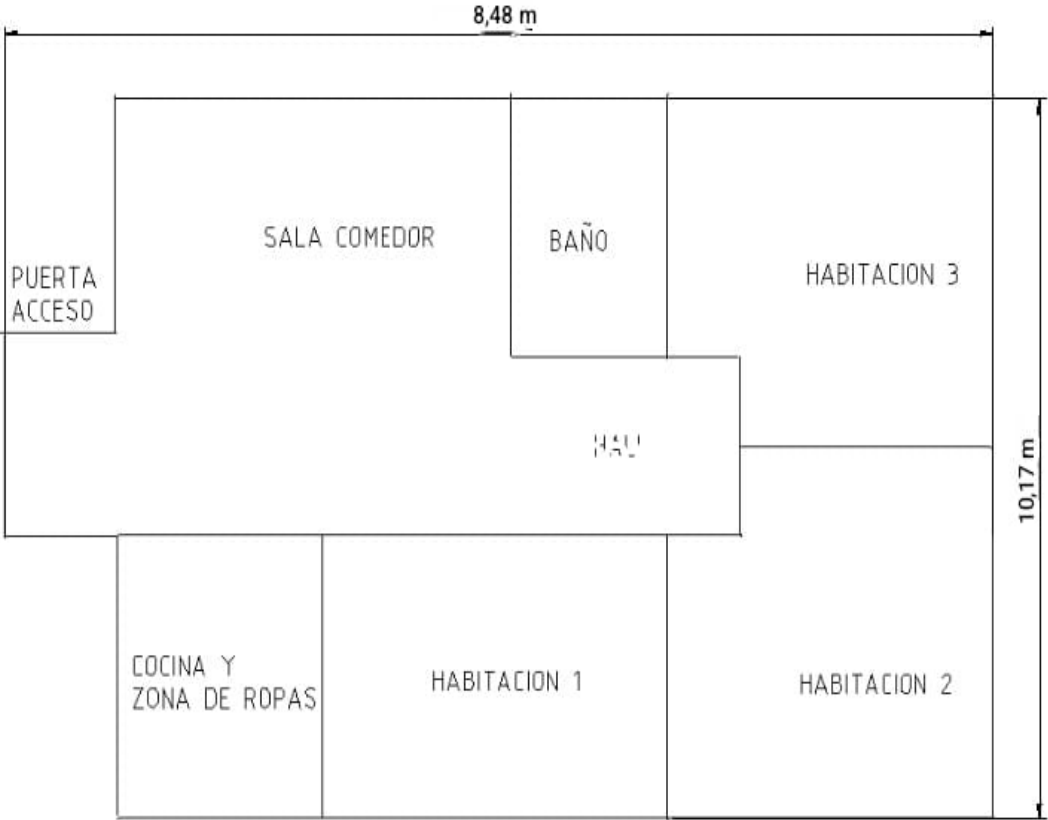 8,48 m
SALA COMEDOR
BAÑO
HABITACION 3
PUERTA
ACCESO
10,17 m
COCINA Y
ZONA DE ROPAS
HABITACION 1
HABITACION 2